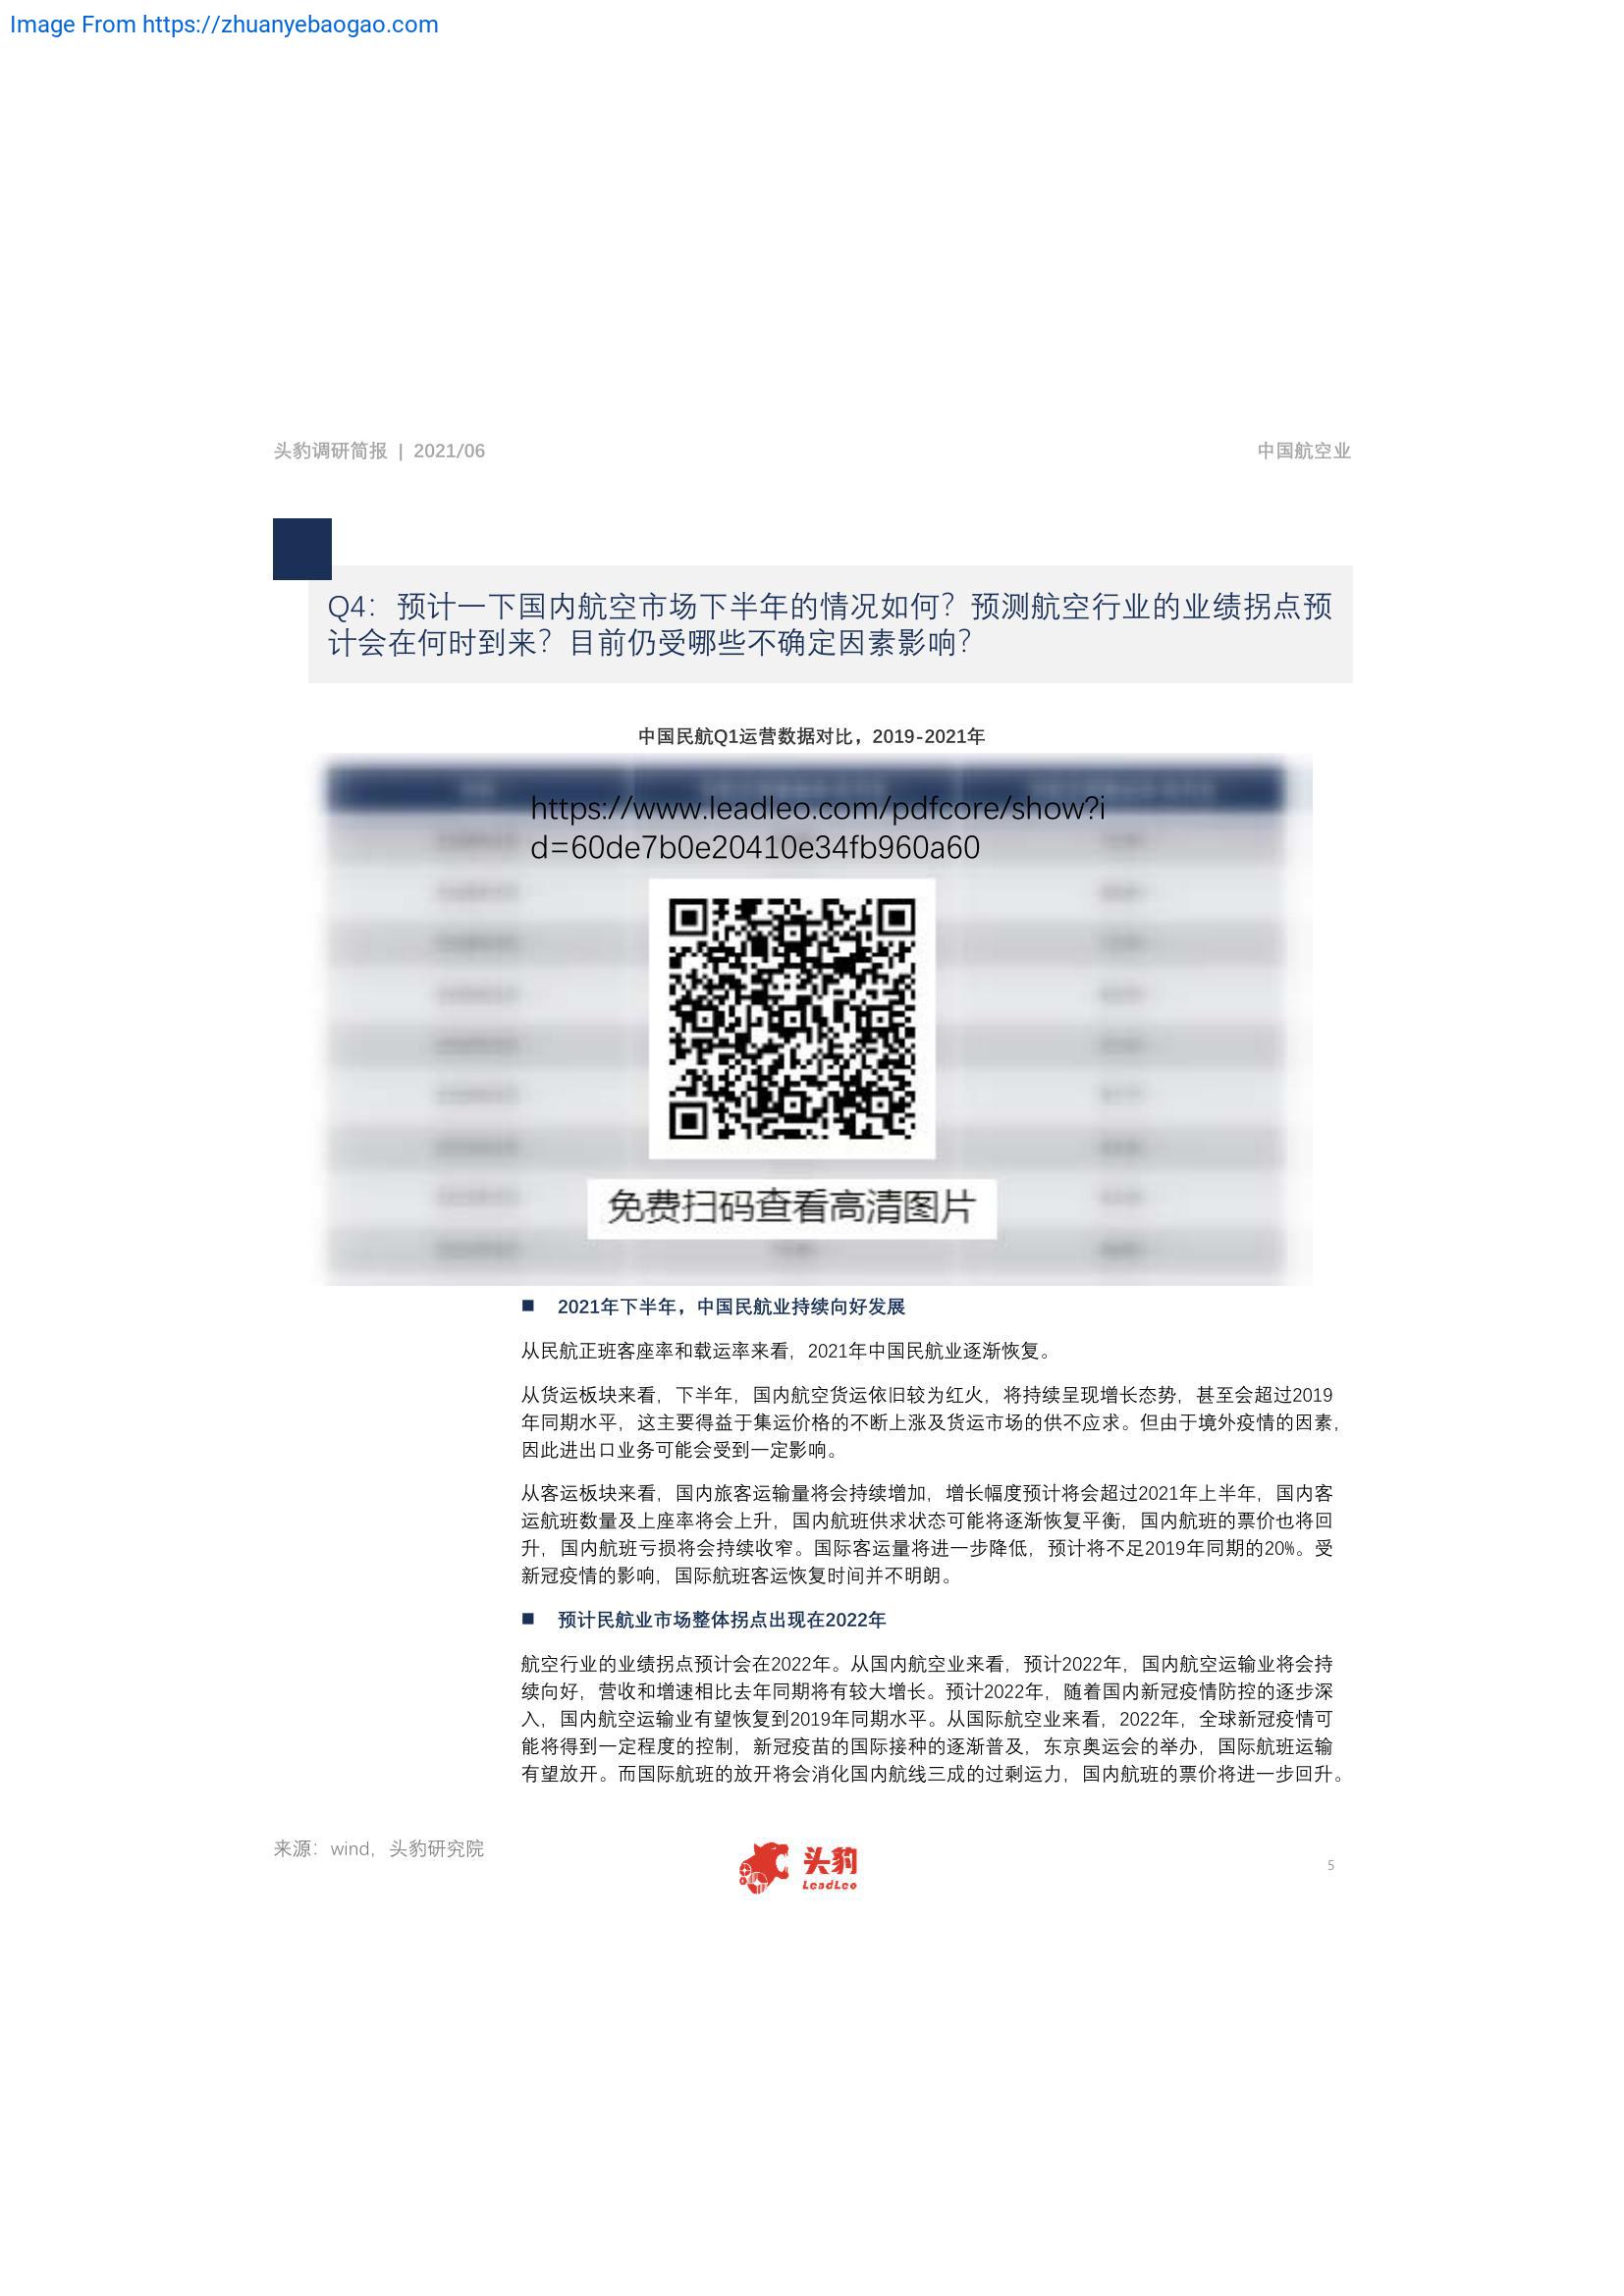 Image From https://zhuanyebaogao.com
头豹调研简报 | 2021/06
中国航空业
Q4：预计一下国内航空市场下半年的情况如何？预测航空行业的业绩拐点预
计会在何时到来？目前仍受哪些不确定因素影响？
中国民航Q1运营数据对比，2019-2021年
https://www.leadleo.com/pdfcore/show?i
d=60de7b0e20410e34fb960a60
免费扫码查看高清图片
■ 2021年下半年，中国民航业持续向好发展
从民航正班客座率和载运率来看，2021年中国民航业逐渐恢复。
从货运板块来看，下半年，国内航空货运依旧较为红火，将持续呈现增长态势，甚至会超过2019
年同期水平，这主要得益于集运价格的不断上涨及货运市场的供不应求。但由于境外疫情的因素，
因此进出口业务可能会受到一定影响。
从客运板块来看，国内旅客运输量将会持续增加，增长幅度预计将会超过2021年上半年，国内客
运航班数量及上座率将会上升，国内航班供求状态可能将逐渐恢复平衡，国内航班的票价也将回
升，国内航班亏损将会持续收窄。国际客运量将进一步降低，预计将不足2019年同期的20%。受
新冠疫情的影响，国际航班客运恢复时间并不明朗。
■ 预计民航业市场整体拐点出现在2022年
航空行业的业绩拐点预计会在2022年。从国内航空业来看，预计2022年，国内航空运输业将会持
续向好，营收和增速相比去年同期将有较大增长。预计2022年，随着国内新冠疫情防控的逐步深
入，国内航空运输业有望恢复到2019年同期水平。从国际航空业来看，2022年，全球新冠疫情可
能将得到一定程度的控制，新冠疫苗的国际接种的逐渐普及，东京奥运会的举办，国际航班运输
有望放开。而国际航班的放开将会消化国内航线三成的过剩运力，国内航班的票价将进一步回升。
来源：wind，头豹研究院
头豹
LeadLeo
5